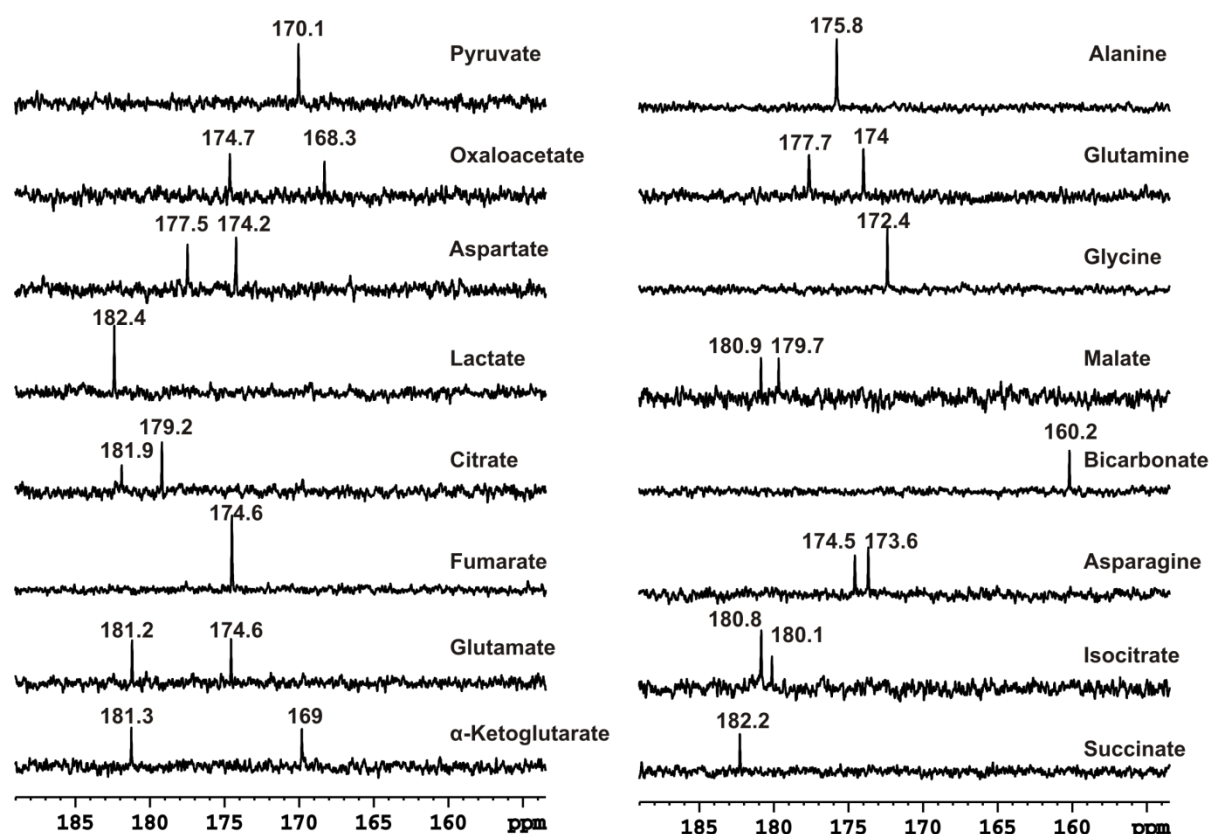 170.1
Pyruvate
174.7
168.3
Oxaloacetate
177.5
174.2
Aspartate
182.4
Lactate
179.2
181.9
Citrate
174.6
Fumarate
181.2
174.6
Glutamate
181.3
169
α-Ketoglutarate
185 180 175 170 165 160 ppm
175.8
Alanine
177.7
174
Glutamine
172.4
Glycine
180.9
179.7
Malate
160.2
Bicarbonate
174.5
173.6
Asparagine
180.8
180.1
Isocitrate
182.2
Succinate
185 180 175 170 165 160 ppm